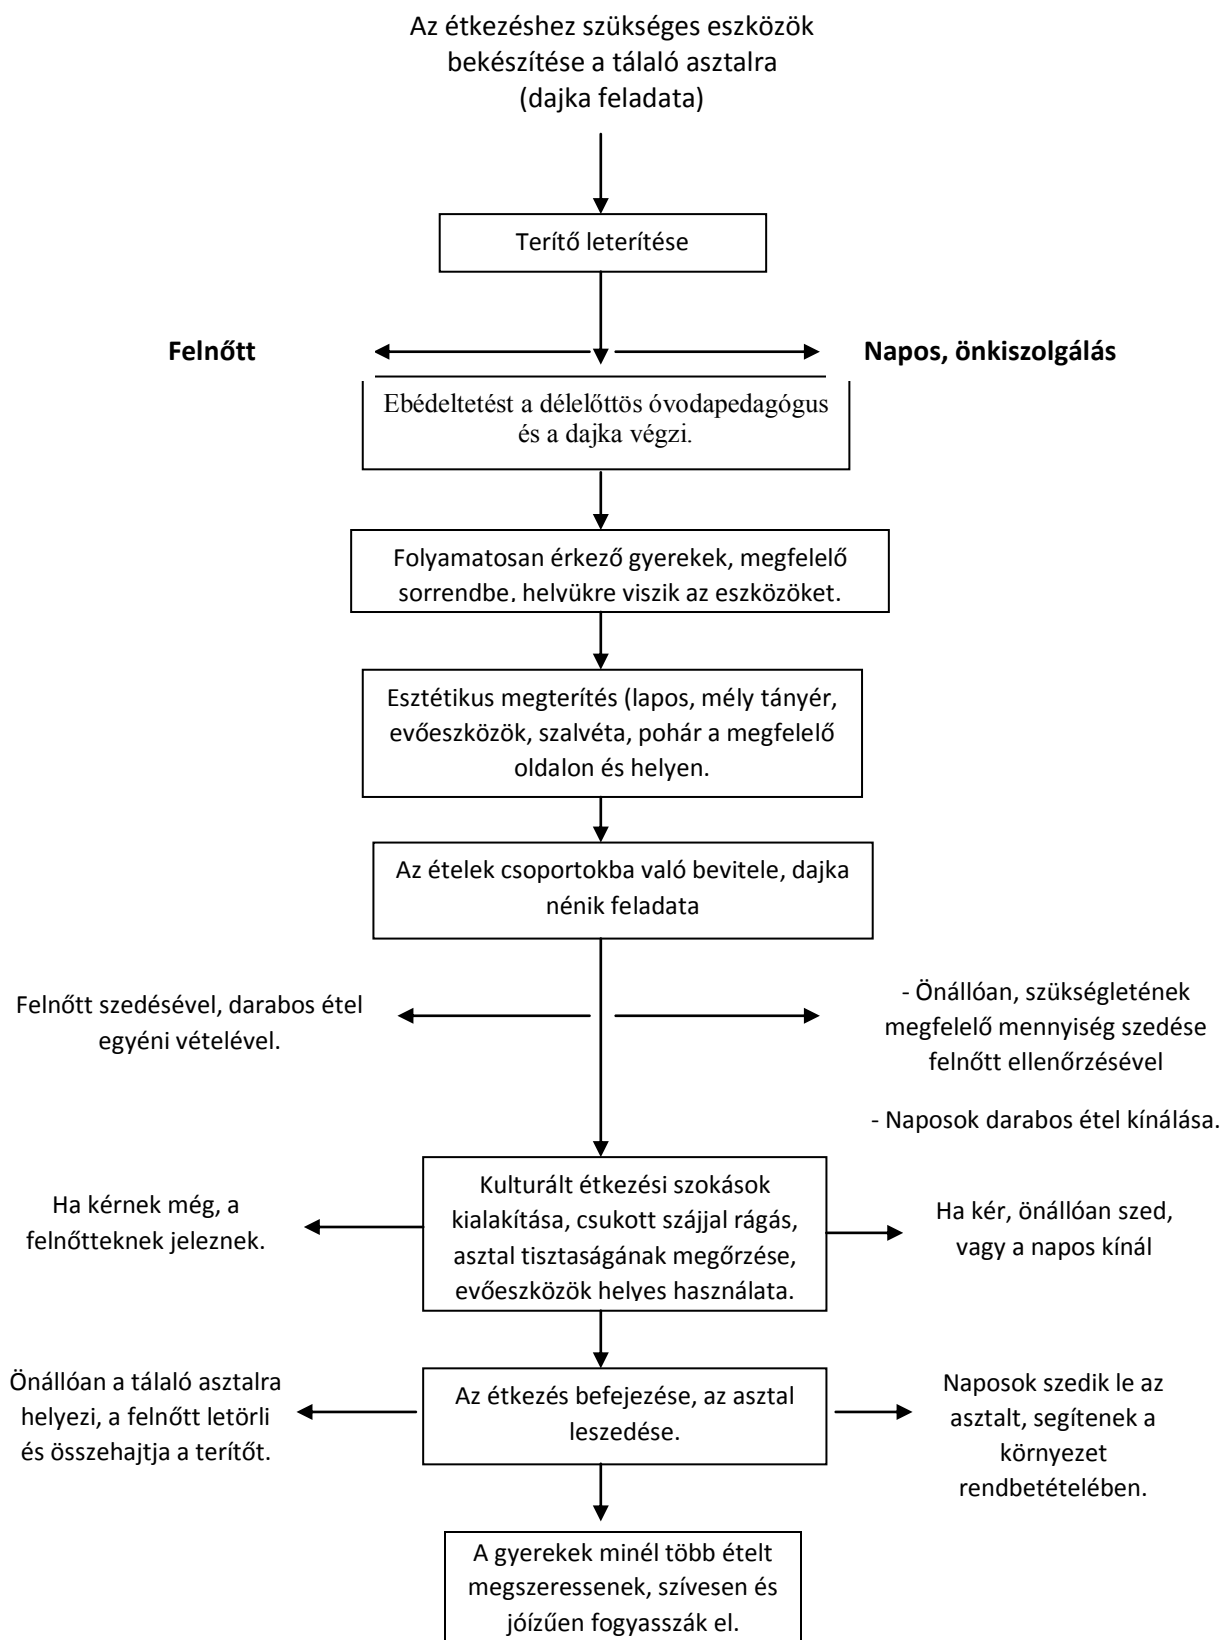 Az étkezéshez szükséges eszközök
bekészítése a tálaló asztalra
(dajka feladata)
Terítő leterítése
Felnőtt
Napos, önkiszolgálás
Ebédeltetést a délelőttös óvodapedagógus
és a dajka végzi.
Folyamatosan érkező gyerekek, megfelelő
sorrendbe, helyükre viszik az eszközöket.
Esztétikus megterítés (lapos, mély tányér,
evőeszközök, szalvéta, pohár a megfelelő
oldalon és helyen.
Az ételek csoportokba való bevitele, dajka
nénik feladata
Felnőtt szedésével, darabos étel
egyéni vételével.
- Önállóan, szükségletének
megfelelő mennyiség szedése
felnőtt ellenőrzésével
- Naposok darabos étel kínálása.
Ha kérnek még, a
felnőtteknek jeleznek.
Kulturált étkezési szokások
kialakítása, csukott szájjal rágás,
asztal tisztaságának megőrzése,
evőeszközök helyes használata.
Ha kér, önállóan szed,
vagy a napos kínál
Önállóan a tálaló asztalra
helyezi, a felnőtt letörli
és összehajtja a terítőt.
Az étkezés befejezése, az asztal
leszedése.
Naposok szedik le az
asztalt, segítenek a
környezet
rendbetételében.
A gyerekek minél több ételt
megszeressenek, szívesen és
jóízűen fogyasszák el.